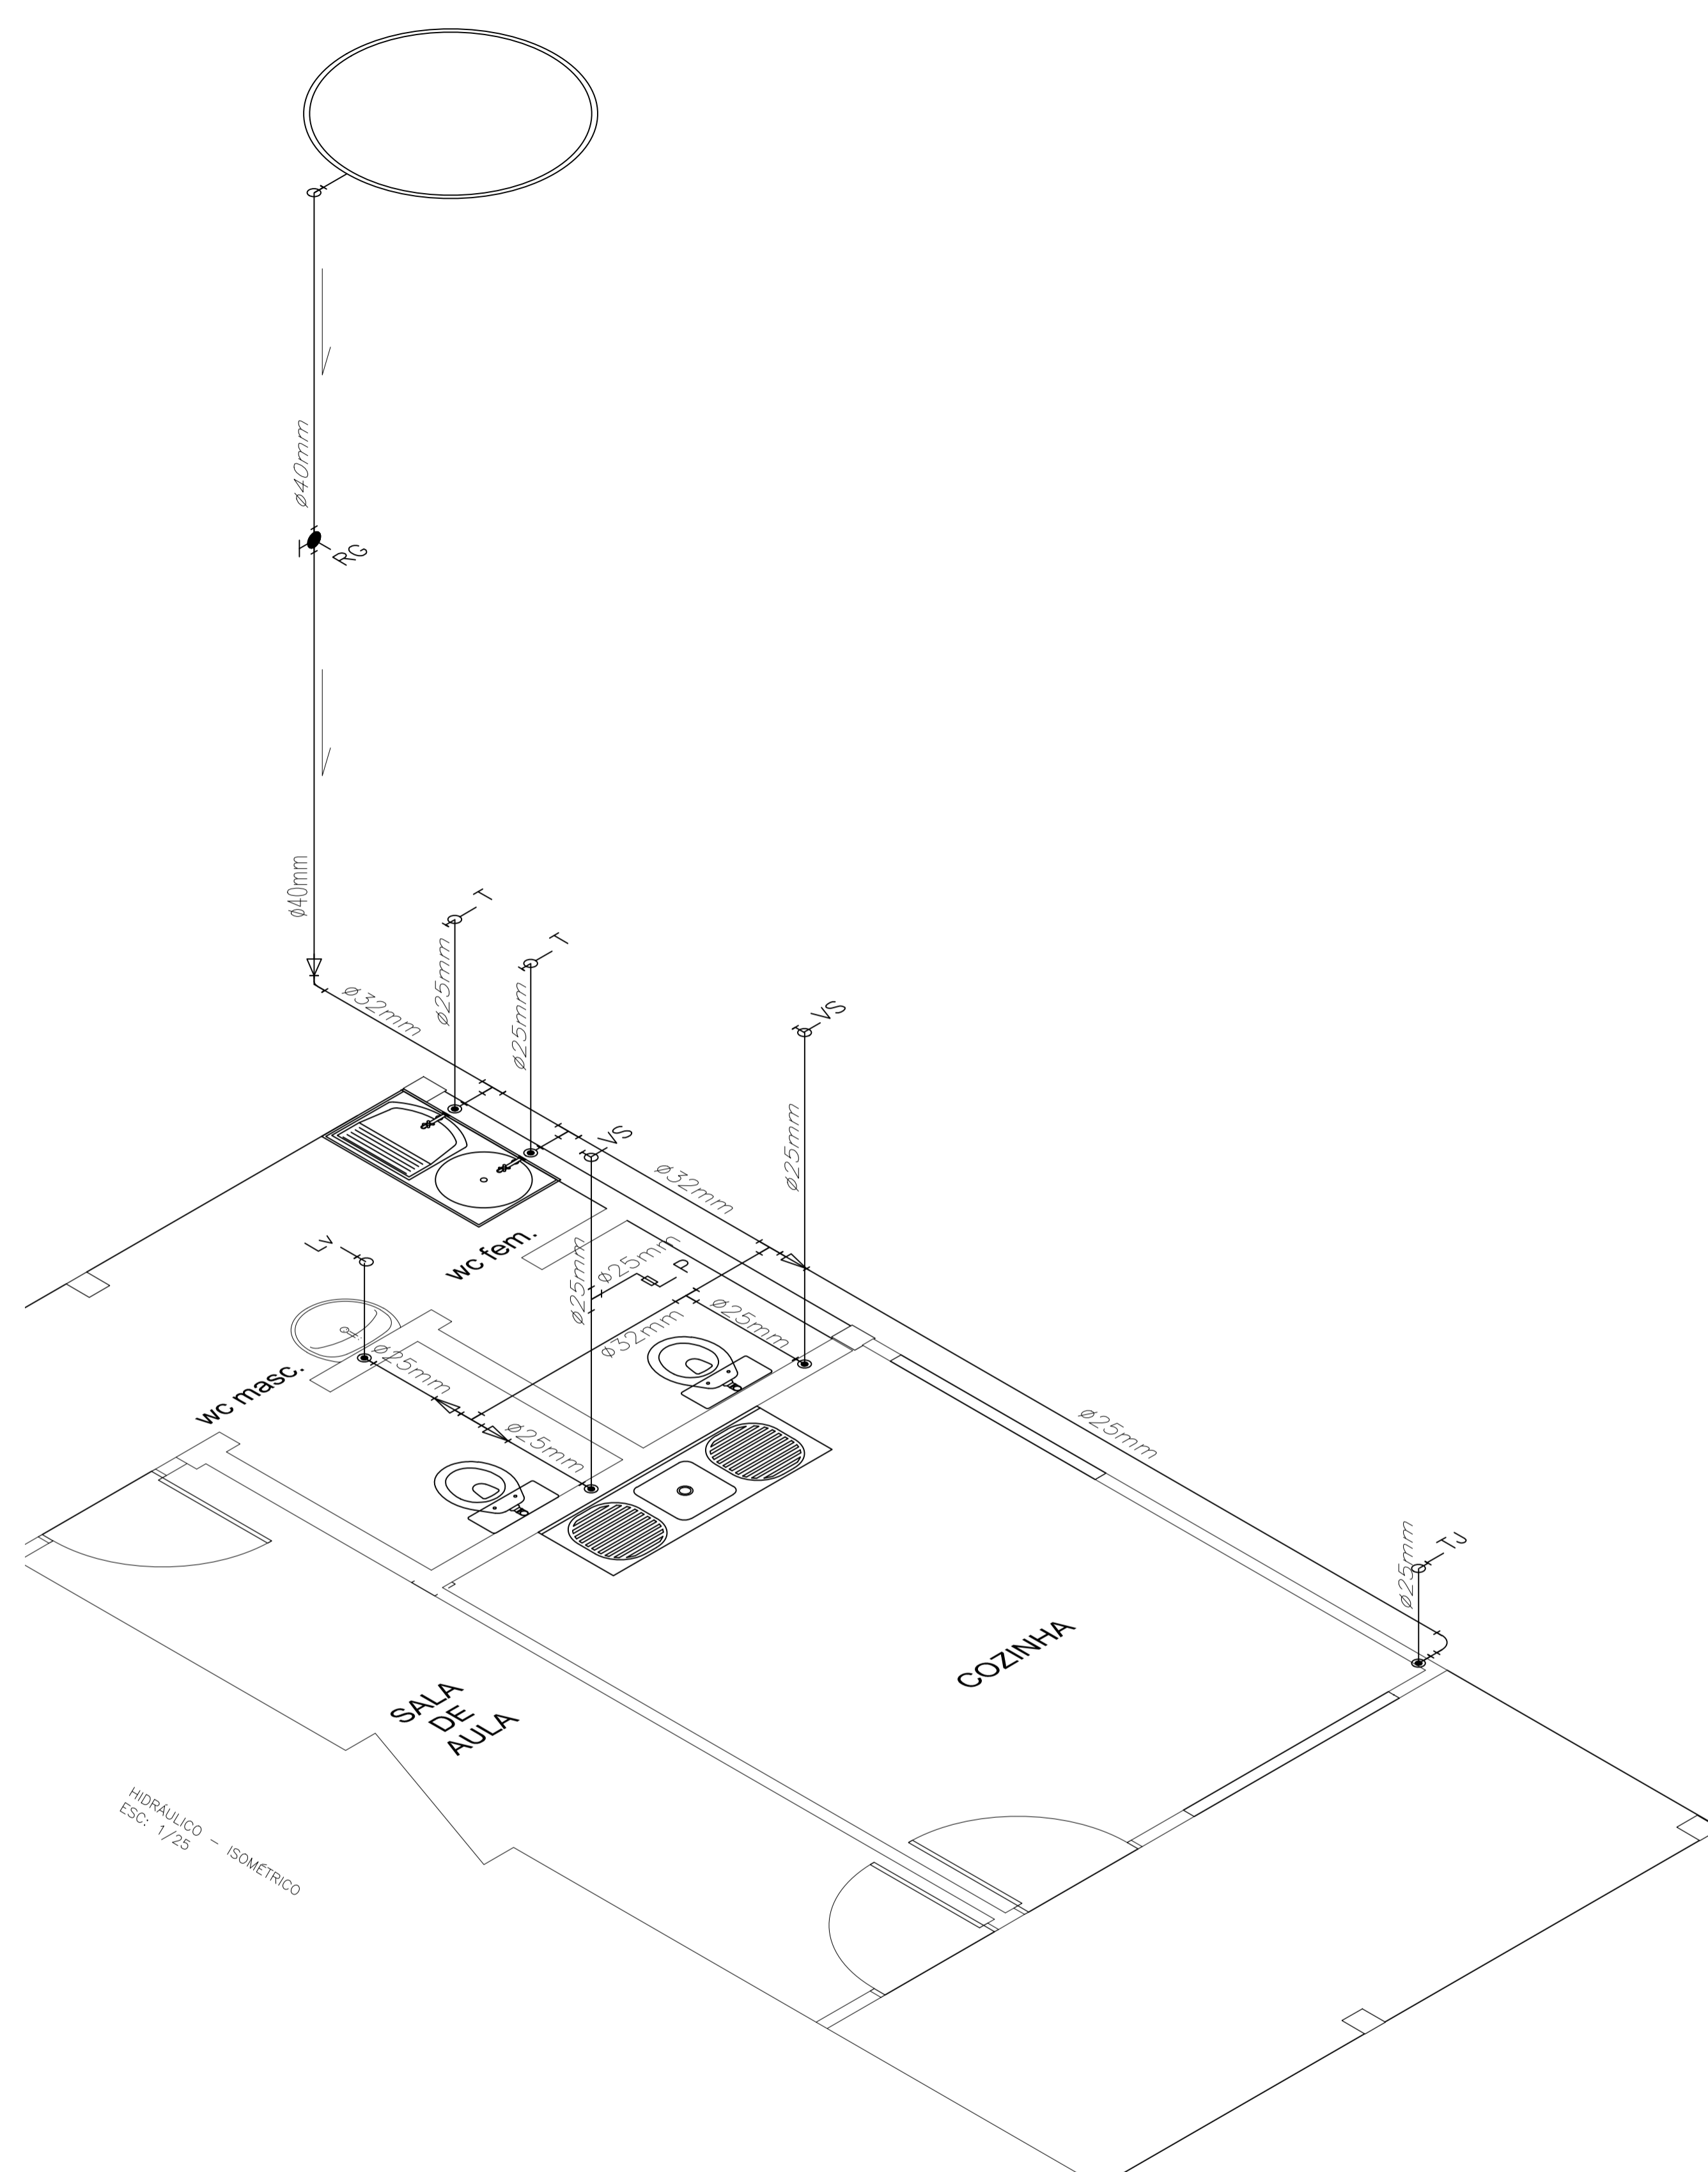 ø40mm
RG
ø40mm
T
ø25mm
T
ø25mm
ø32mm
VS
ø25mm
VS
ø32mm
Lv
wc fem.
ø25mm
ø25mm
P
ø25mm
ø32mm
ø25mm
wc masc.
ø25mm
ø25mm
TJ
ø25mm
COZINHA
SALA
DE
AULA
HIDRÁULICO - ISOMÉTRICO
ESC: 1/25